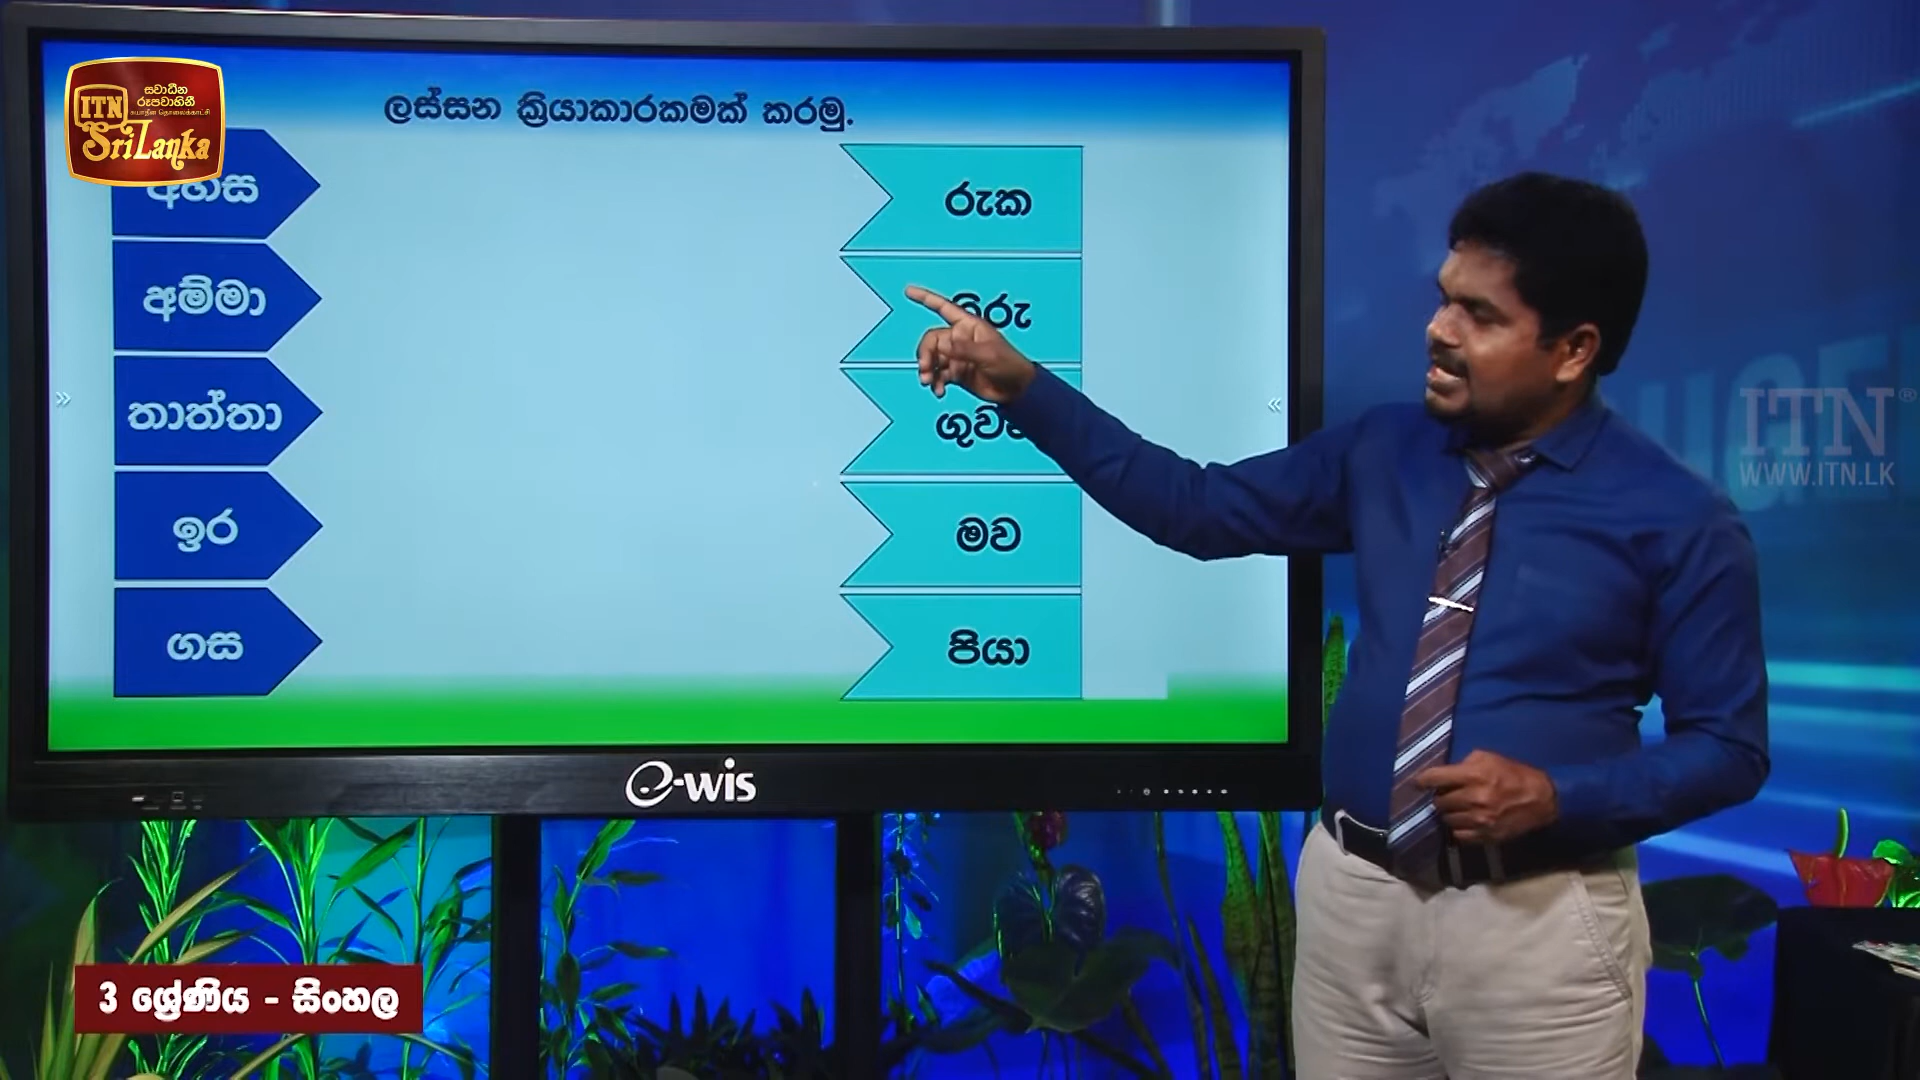 ITN
ස්වාධීන
රූපවාහිනී
Sri Lanka
ලස්සන ක්‍රියාකාරකමක් කරමු.
අහස
රුක
අම්මා
තාත්තා
ඉර
මව
ගස
පියා
e-wis
ITN
WWW.ITN.LK
3 ශ්‍රේණිය - සිංහල